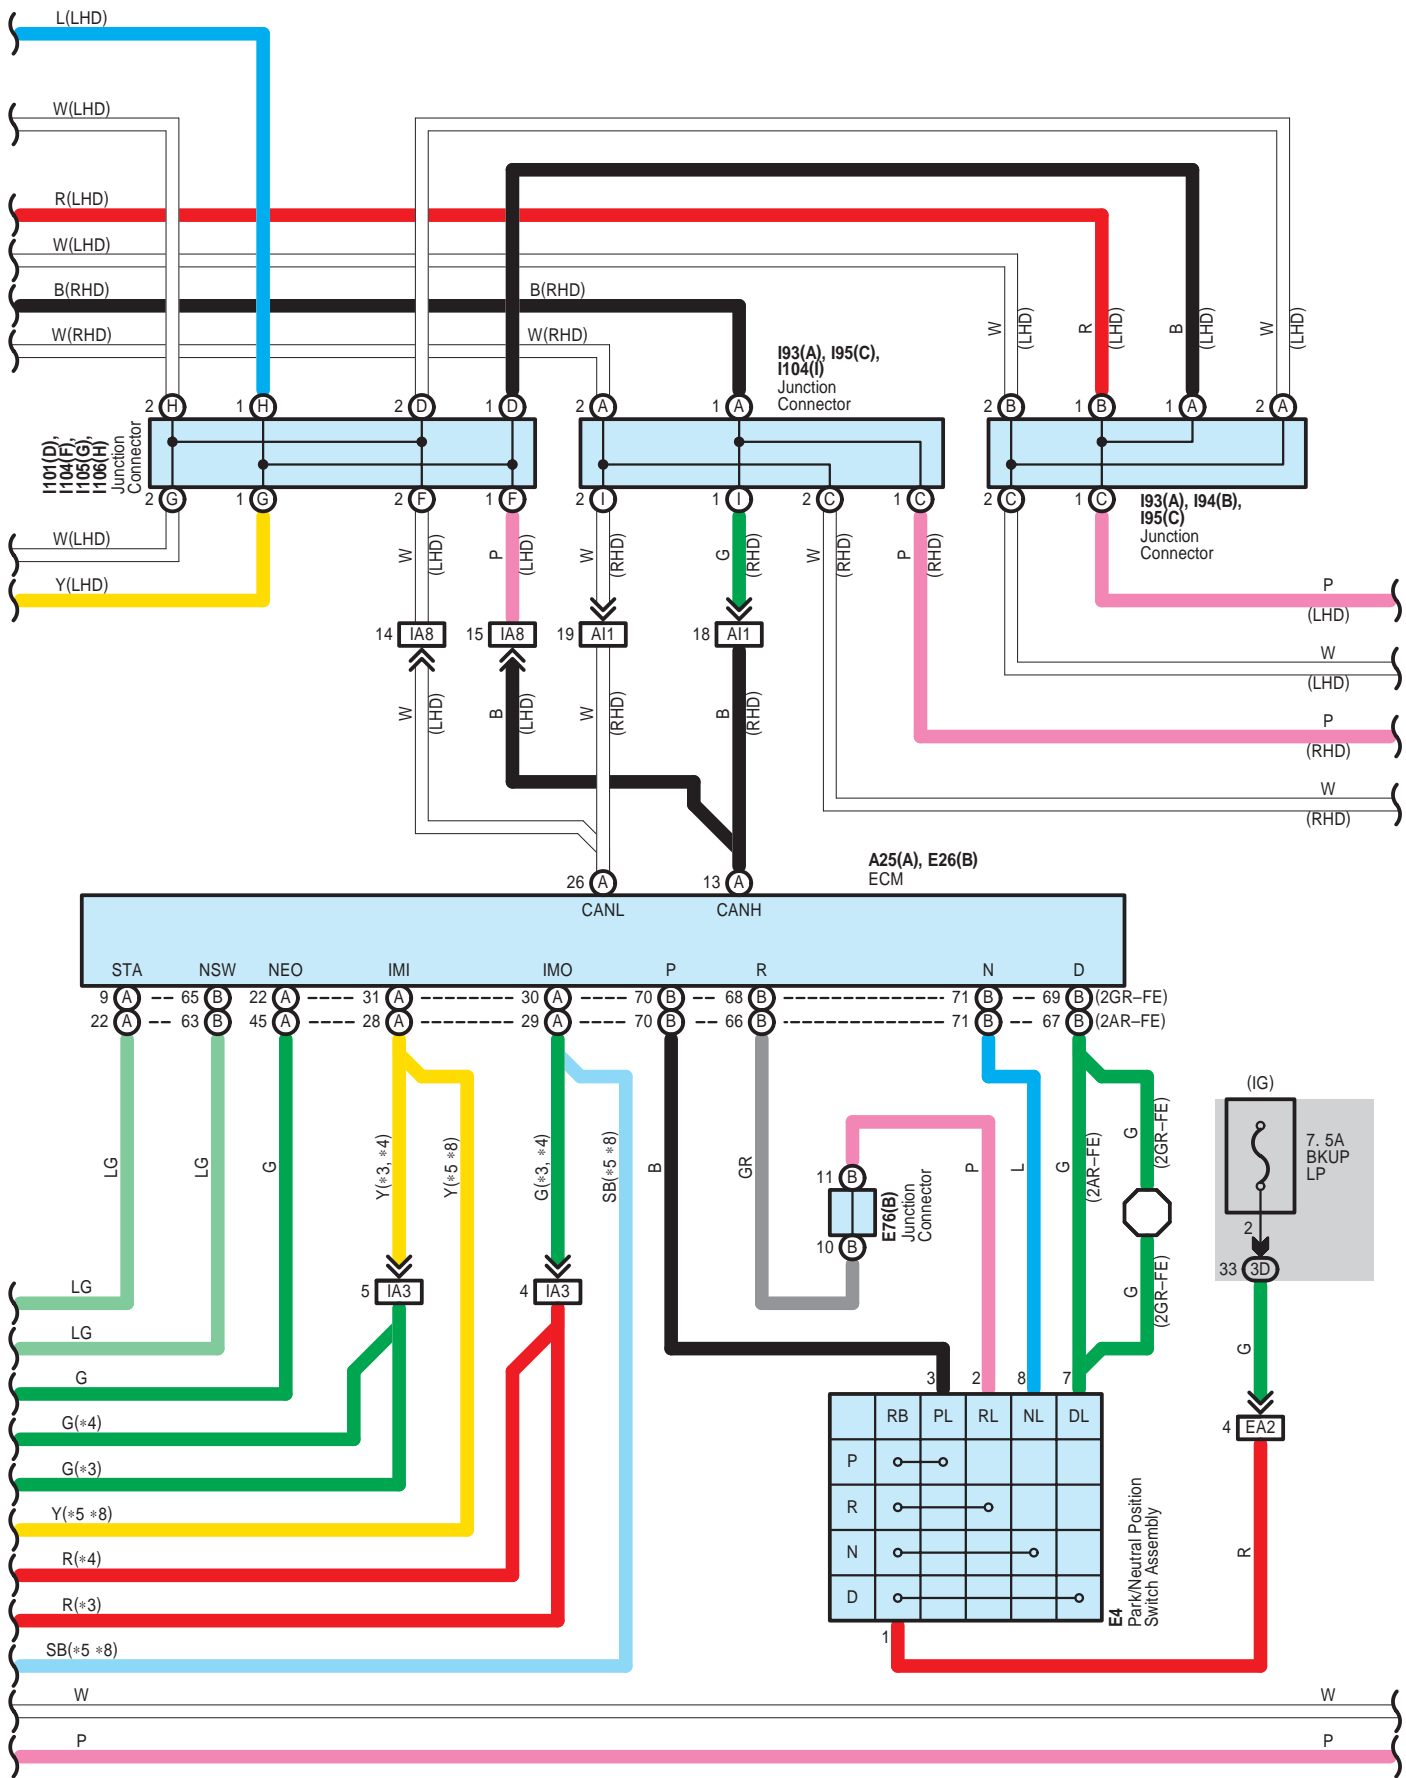 L(LHD)
W(LHD)
R(LHD)
W(LHD)
B(RHD) B(RHD)
W(RHD) W(RHD)
W (LHD) R (LHD) B (LHD) W (LHD)
I93(A), I95(C),
I104(I)
Junction
Connector
2 H 1 H 2 D 1 D 2 A 1 A 2 B 1 B 1 A 2 A
I101(D),
I104(F),
I105(G),
I106(H)
Junction
Connector
2 G 1 G 2 F 1 F 2 I 1 I 2 C 1 C 2 C 1 C
I93(A), I94(B),
I95(C)
Junction
Connector
W(LHD)
Y(LHD)
W (LHD) P (LHD) W (RHD) G (RHD) W (RHD) P (RHD)
P
(LHD)
14 IA8 15 IA8 19 AI1 18 AI1
W
(LHD)
W (LHD) B (LHD) W (RHD) B (RHD)
P
(RHD)
W
(RHD)
A25(A), E26(B)
ECM
26 A 13 A
CANL CANH
STA NSW NEO IMI IMO P R N D
9 A 65 B 22 A 31 A 30 A 70 B 68 B 71 B 69 B (2GR–FE)
22 A 63 B 45 A 28 A 29 A 70 B 66 B 71 B 67 B (2AR–FE)
LG LG G Y(*3, *4) Y(*5 *8) G(*3, *4) SB(*5 *8) B GR P L G (2AR–FE) G (2GR–FE)
(IG)
7. 5A
BKUP
LP
2
33 3D
11 B
E76(B)
Junction
Connector
10 B
G (2GR–FE)
5 IA3 4 IA3
LG
LG
G
G(*4)
G(*3)
Y(*5 *8)
R(*4)
R(*3)
SB(*5 *8)
G
4 EA2
R
3 2 8 7
RB PL RL NL DL
P
R
N
D
1
E4
Park/Neutral Position
Switch Assembly
W W
P P